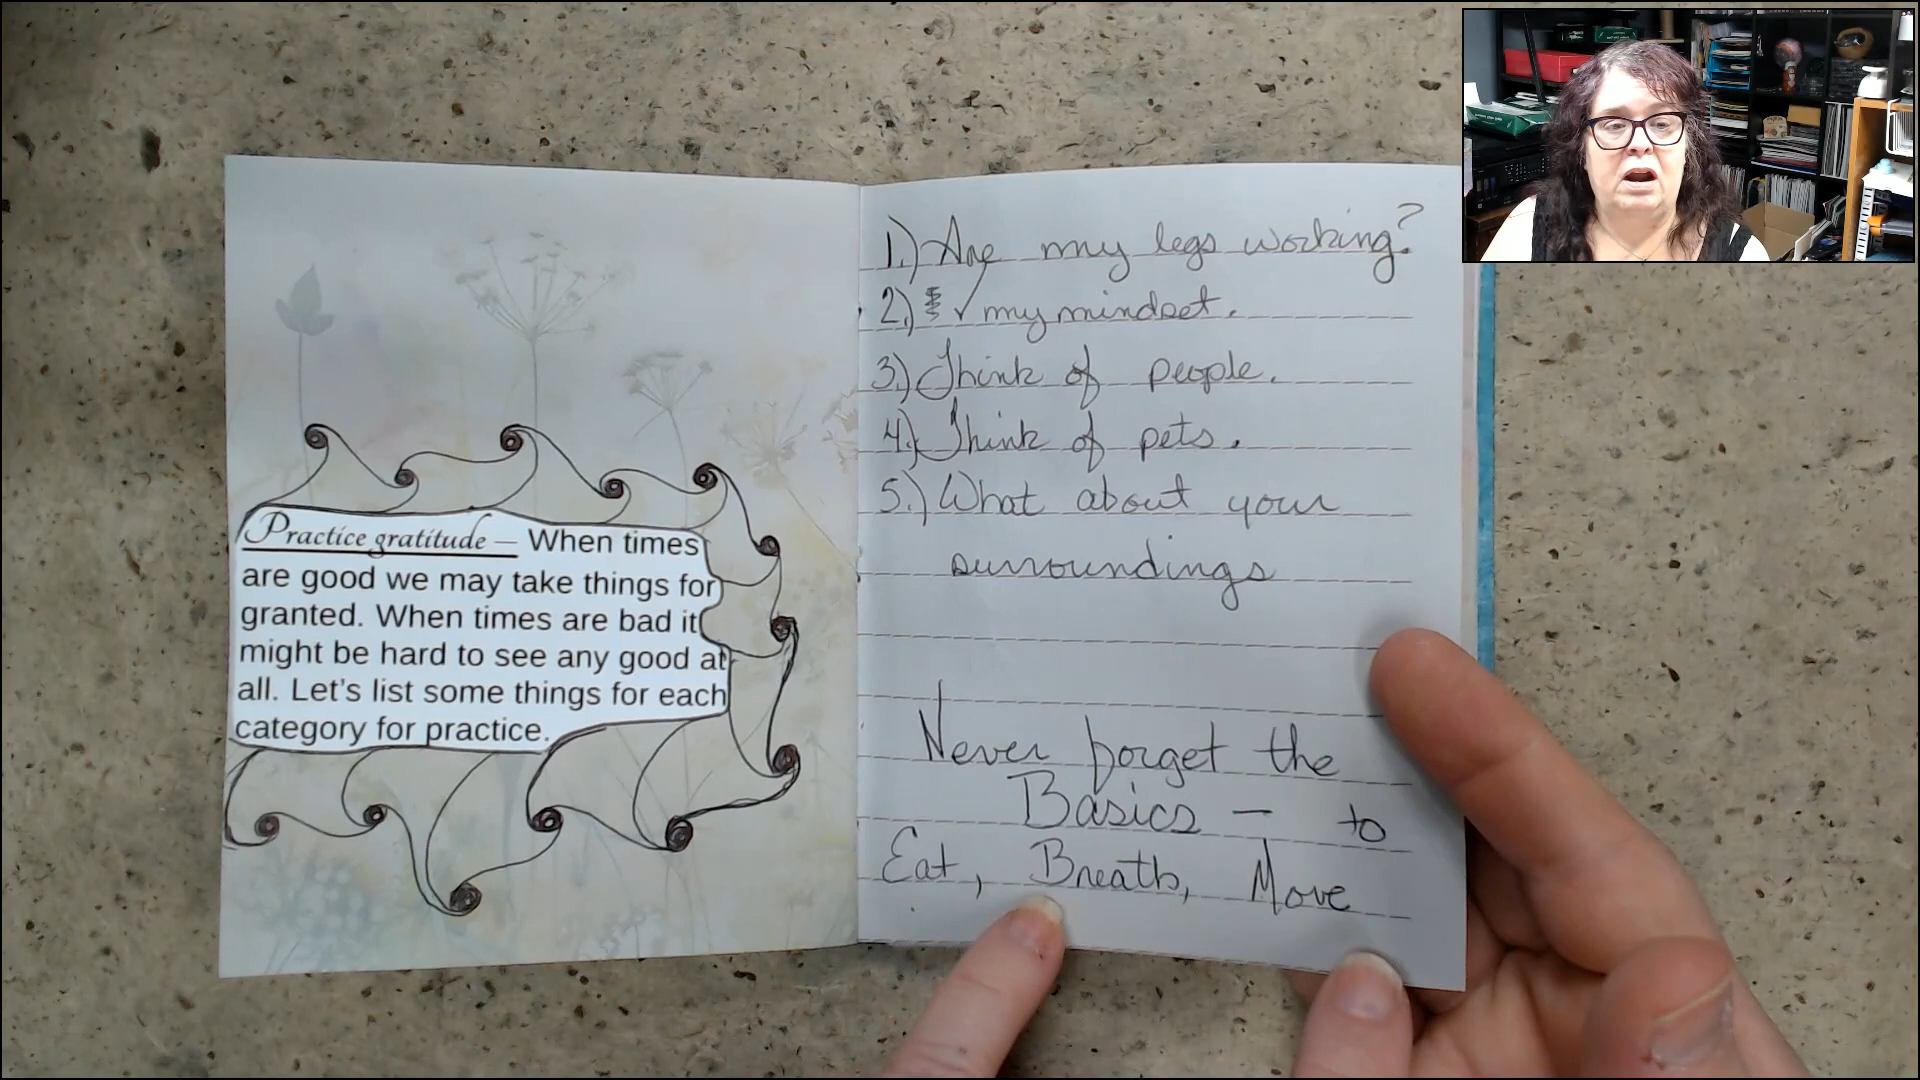 Practice gratitude — When times
are good we may take things for
granted. When times are bad it
might be hard to see any good at
all. Let's list some things for each
category for practice.
1.) Are my legs working?
2.) ✓ my mindset.
3.) Think of people.
4.) Think of pets.
5.) What about your
surroundings
Never forget the
Basics — to
Eat, Breath, Move